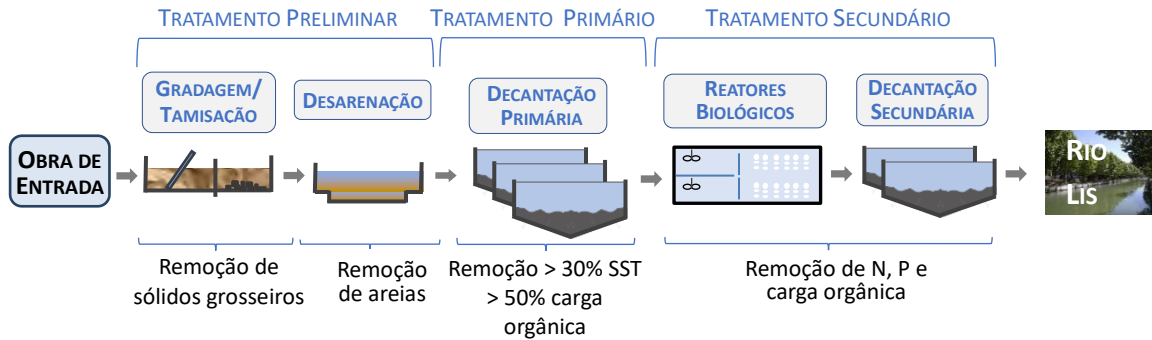 TRATAMENTO PRELIMINAR
TRATAMENTO PRIMÁRIO
TRATAMENTO SECUNDÁRIO
GRADAGEM/
TAMISAÇÃO
DESARENAÇÃO
DECANTAÇÃO
PRIMÁRIA
REATORES
BIOLÓGICOS
DECANTAÇÃO
SECUNDÁRIA
OBRA DE
ENTRADA
RIO
LIS
Remoção de
sólidos grosseiros
Remoção
de areias
Remoção > 30% SST
> 50% carga
orgânica
Remoção de N, P e
carga orgânica